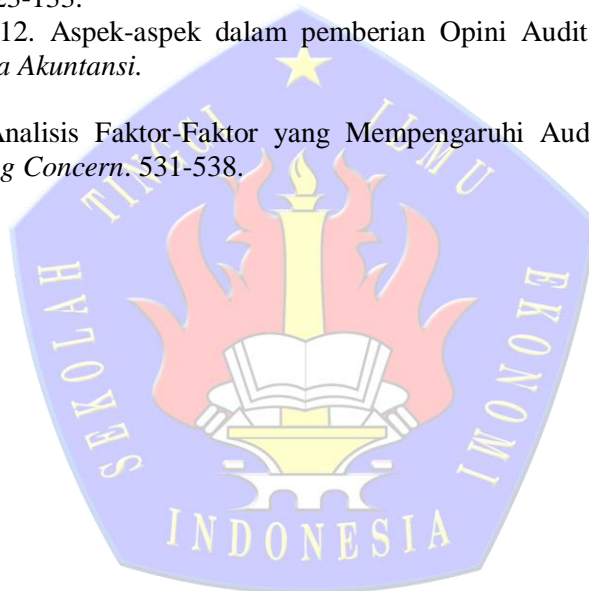 23-133.
12. Aspek-aspek dalam pemberian Opini Audit
a Akuntansi.
Analisis Faktor-Faktor yang Mempengaruhi Aud
g Concern. 531-538.
SEKOLAH TINGGI ILMU EKONOMI
INDONESIA